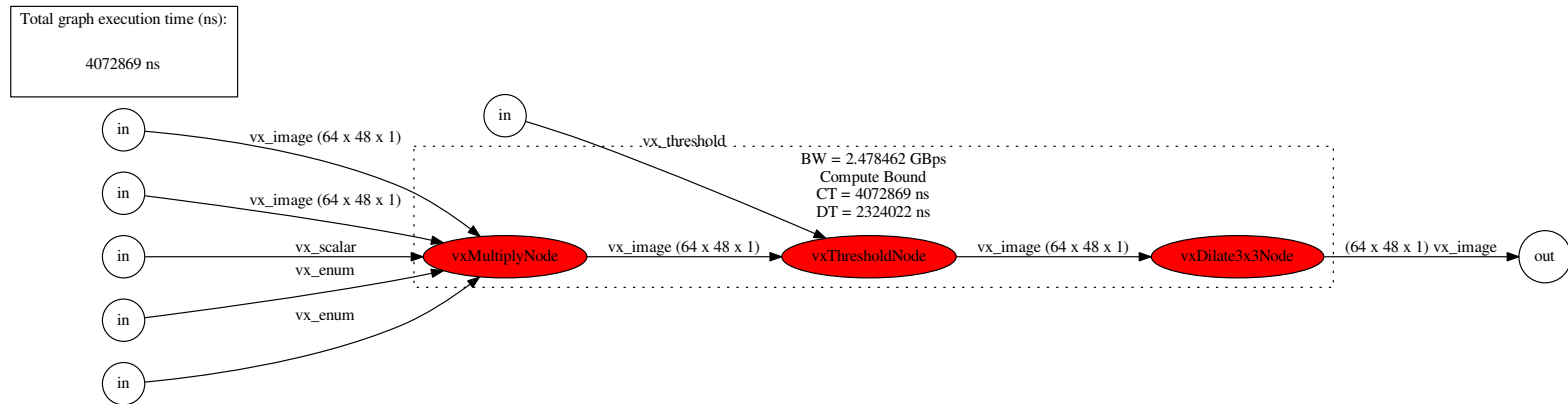 Total graph execution time (ns):
4072869 ns
in
in
vx_image (64 x 48 x 1)
vx_threshold
BW = 2.478462 GBps
Compute Bound
CT = 4072869 ns
DT = 2324022 ns
in
vx_image (64 x 48 x 1)
in
vx_scalar
vxMultiplyNode
vx_image (64 x 48 x 1)
vxThresholdNode
vx_image (64 x 48 x 1)
vxDilate3x3Node
(64 x 48 x 1) vx_image
out
vx_enum
in
vx_enum
in